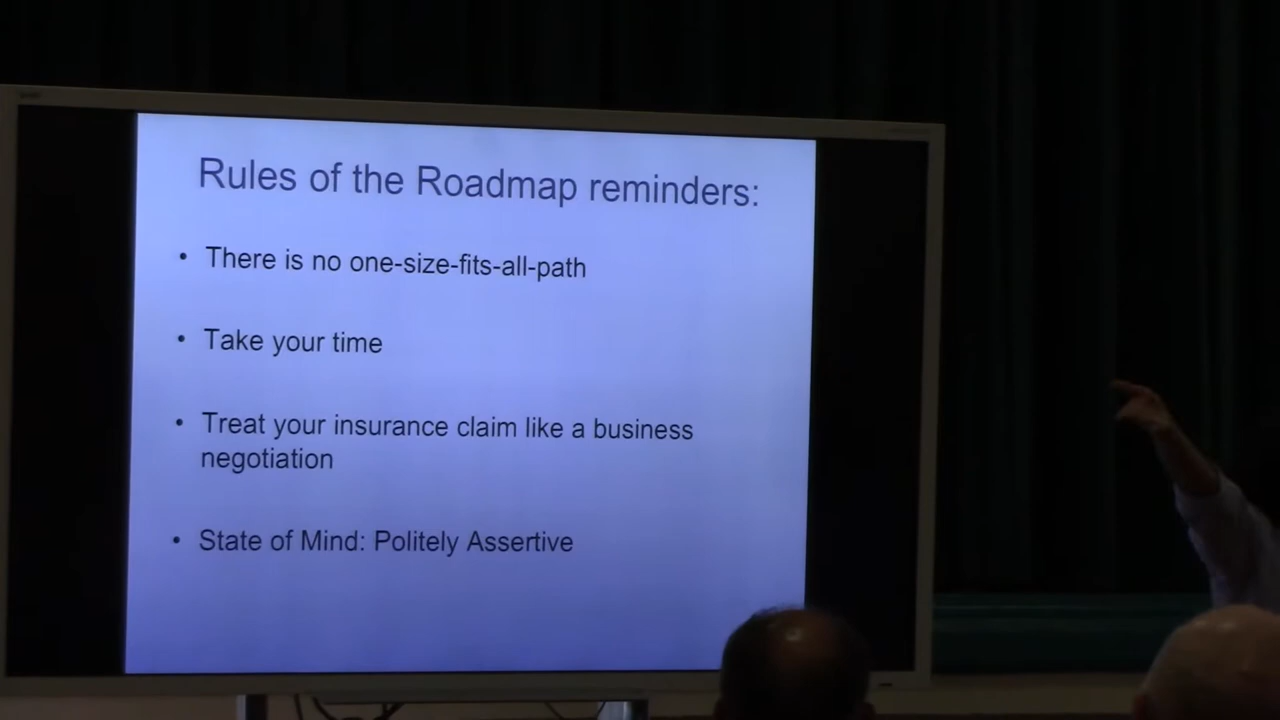 Rules of the Roadmap reminders:
• There is no one-size-fits-all-path
• Take your time
• Treat your insurance claim like a business
negotiation
• State of Mind: Politely Assertive